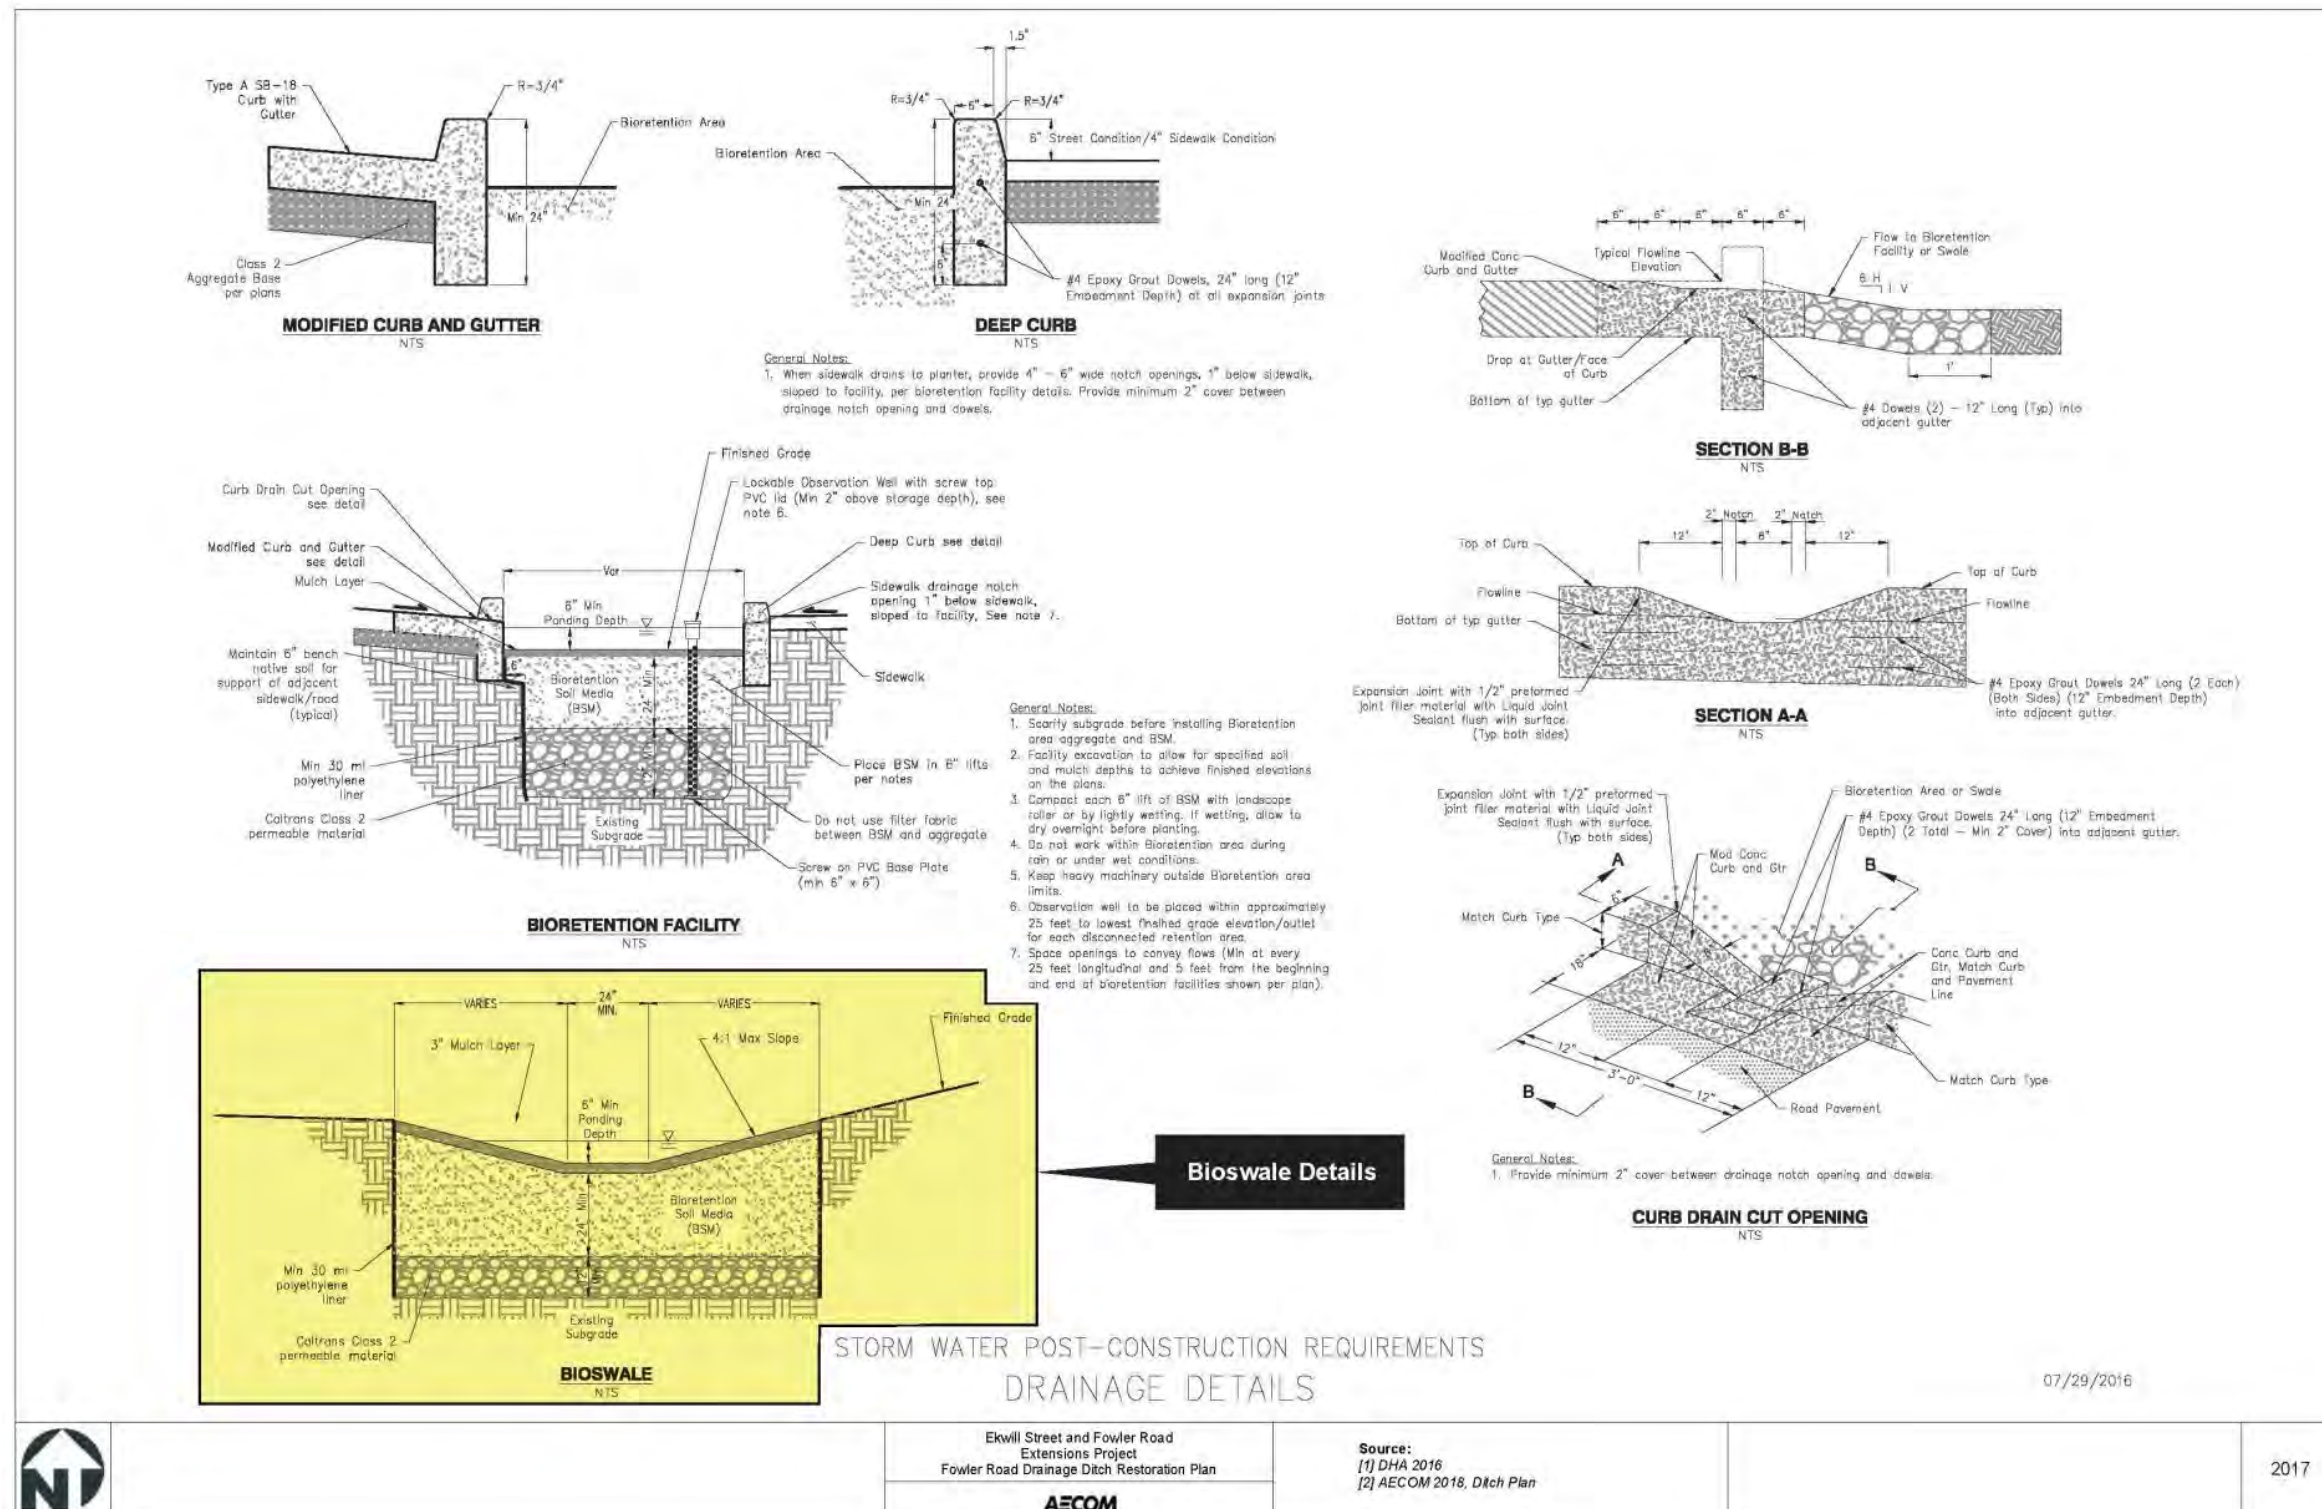 Type A SB-18
Curb with
Gutter
R=3/4"
Bioretention Area
Min 24"
Class 2
Aggregate Base
per plans
MODIFIED CURB AND GUTTER
NTS
1.5"
R=3/4"
6"
R=3/4"
6" Street Condition/4" Sidewalk Condition
Bioretention Area
Min 24"
6"
#4 Epoxy Grout Dowels, 24" long (12"
Embedment Depth) at all expansion joints
DEEP CURB
NTS
General Notes:
1. When sidewalk drains to planter, provide 4" - 6" wide notch openings, 1" below sidewalk,
sloped to facility, per bioretention facility details. Provide minimum 2" cover between
drainage notch opening and dowels.
6"
6"
6"
6"
6"
Modified Conc
Curb and Gutter
Typical Flowline
Elevation
Flow to Bioretention
Facility or Swale
6 H
1 V
Drop at Gutter/Face
of Curb
Bottom of typ gutter
1'
#4 Dowels (2) - 12" Long (Typ) into
adjacent gutter
SECTION B-B
NTS
Finished Grade
Curb Drain Cut Opening
see detail
Lockable Observation Well with screw top
PVC lid (Min 2" above storage depth), see
note 6.
Modified Curb and Gutter
see detail
Mulch Layer
Deep Curb see detail
Var
Sidewalk drainage notch
opening 1" below sidewalk,
sloped to facility, See note 7.
6" Min
Ponding Depth
Maintain 6" bench
native soil for
support of adjacent
sidewalk/road
(typical)
6"
Bioretention
Soil Media
(BSM)
24" Min
Sidewalk
12" Min
Min 30 ml
polyethylene
liner
Place BSM in 6" lifts
per notes
Caltrans Class 2
permeable material
Existing
Subgrade
Do not use filter fabric
between BSM and aggregate
Screw on PVC Base Plate
(min 6" x 6")
BIORETENTION FACILITY
NTS
General Notes:
1. Scarify subgrade before installing Bioretention
area aggregate and BSM.
2. Facility excavation to allow for specified soil
and mulch depths to achieve finished elevations
on the plans.
3. Compact each 6" lift of BSM with landscape
roller or by lightly wetting. If wetting, allow to
dry overnight before planting.
4. Do not work within Bioretention area during
rain or under wet conditions.
5. Keep heavy machinery outside Bioretention area
limits.
6. Observation well to be placed within approximately
25 feet to lowest finished grade elevation/outlet
for each disconnected retention area.
7. Space openings to convey flows (Min at every
25 feet longitudinal and 5 feet from the beginning
and end of bioretention facilities shown per plan).
2" Notch
2" Notch
12"
8"
12"
Top of Curb
Top of Curb
Flowline
Flowline
Bottom of typ gutter
Expansion Joint with 1/2" preformed
joint filler material with Liquid Joint
Sealant flush with surface.
(Typ both sides)
#4 Epoxy Grout Dowels 24" Long (2 Each)
(Both Sides) (12" Embedment Depth)
into adjacent gutter.
SECTION A-A
NTS
Expansion Joint with 1/2" preformed
joint filler material with Liquid Joint
Sealant flush with surface.
(Typ both sides)
Bioretention Area or Swale
#4 Epoxy Grout Dowels 24" Long (12" Embedment
Depth) (2 Total - Min 2" Cover) into adjacent gutter.
A
Mod Conc
Curb and Gtr
B
6"
Match Curb Type
18"
Conc Curb and
Gtr, Match Curb
and Pavement
Line
12"
3'-0"
12"
Match Curb Type
B
Road Pavement
General Notes:
1. Provide minimum 2" cover between drainage notch opening and dowels.
CURB DRAIN CUT OPENING
NTS
VARIES
24"
MIN.
VARIES
Finished Grade
3" Mulch Layer
4:1 Max Slope
6" Min
Ponding
Depth
24" Min
Bioretention
Soil Media
(BSM)
12" Min
Min 30 ml
polyethylene
liner
Caltrans Class 2
permeable material
Existing
Subgrade
BIOSWALE
NTS
Bioswale Details
STORM WATER POST-CONSTRUCTION REQUIREMENTS
DRAINAGE DETAILS
07/29/2016
N
Ekwill Street and Fowler Road
Extensions Project
Fowler Road Drainage Ditch Restoration Plan
AECOM
Source:
[1] DHA 2016
[2] AECOM 2018, Ditch Plan
2017